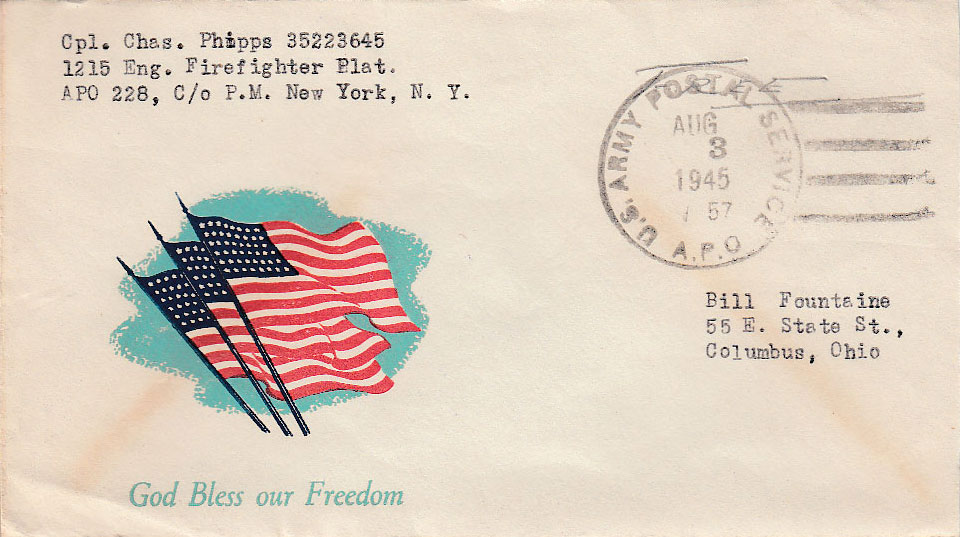 Cpl. Chas. Phipps 35223645
1215 Eng. Firefighter Plat.
APO 228, C/o P.M. New York, N. Y.
Free
U.S. ARMY POSTAL SERVICE
AUG
3
1945
A.P.O.
57
Bill Fountaine
55 E. State St.,
Columbus, Ohio
God Bless our Freedom